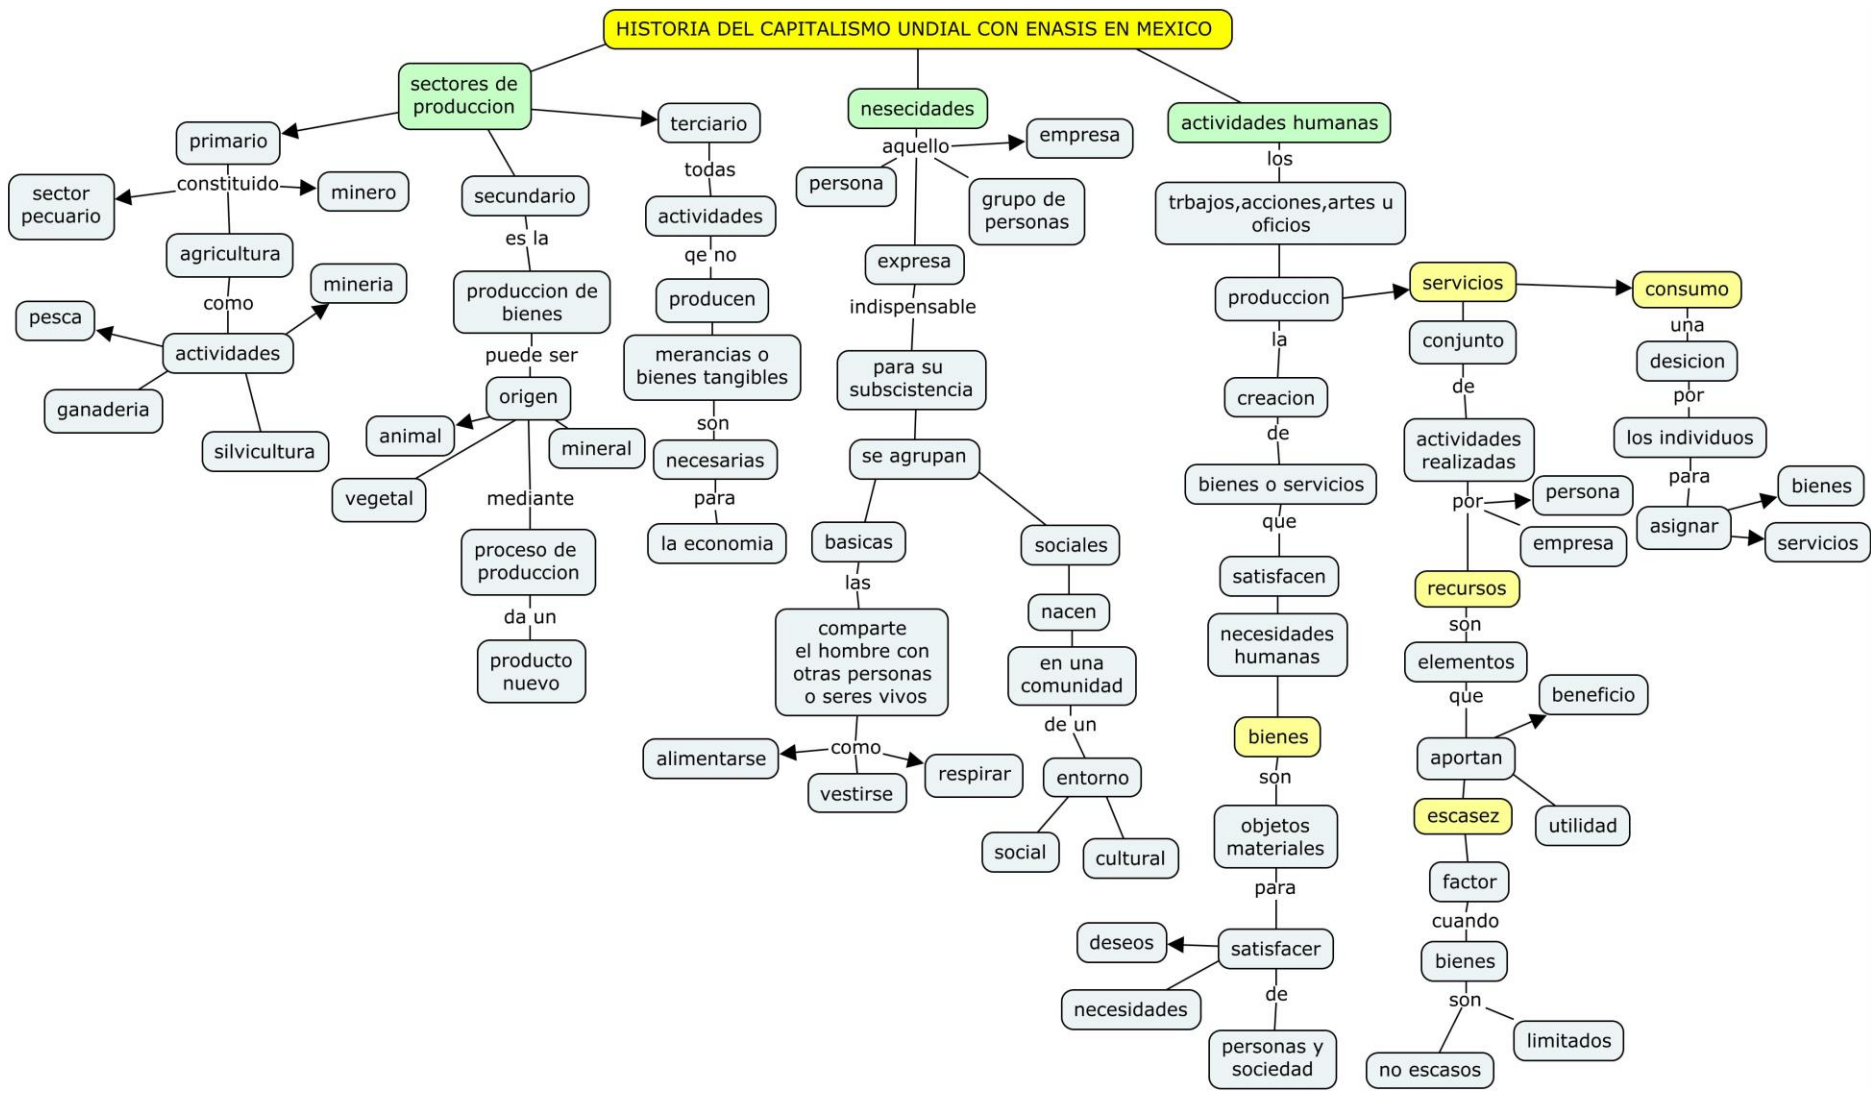 HISTORIA DEL CAPITALISMO UNDIAL CON ENASIS EN MEXICO
sectores de
produccion
primario
constituido
sector
pecuario
minero
agricultura
como
actividades
pesca
mineria
ganaderia
silvicultura
secundario
es la
produccion de
bienes
puede ser
origen
animal
vegetal
mineral
mediante
proceso de
produccion
da un
producto
nuevo
terciario
todas
actividades
qe no
producen
merancias o
bienes tangibles
son
necesarias
para
la economia
nesecidades
aquello
persona
empresa
grupo de
personas
expresa
indispensable
para su
subscistencia
se agrupan
basicas
las
comparte
el hombre con
otras personas
o seres vivos
como
alimentarse
vestirse
respirar
sociales
nacen
en una
comunidad
de un
entorno
social
cultural
actividades humanas
los
trbajos,acciones,artes u
oficios
produccion
la
creacion
de
bienes o servicios
que
satisfacen
necesidades
humanas
bienes
son
objetos
materiales
para
satisfacer
deseos
necesidades
de
personas y
sociedad
servicios
conjunto
de
actividades
realizadas
por
persona
empresa
recursos
son
elementos
que
aportan
beneficio
utilidad
escasez
factor
cuando
bienes
son
no escasos
limitados
consumo
una
desicion
por
los individuos
para
asignar
bienes
servicios